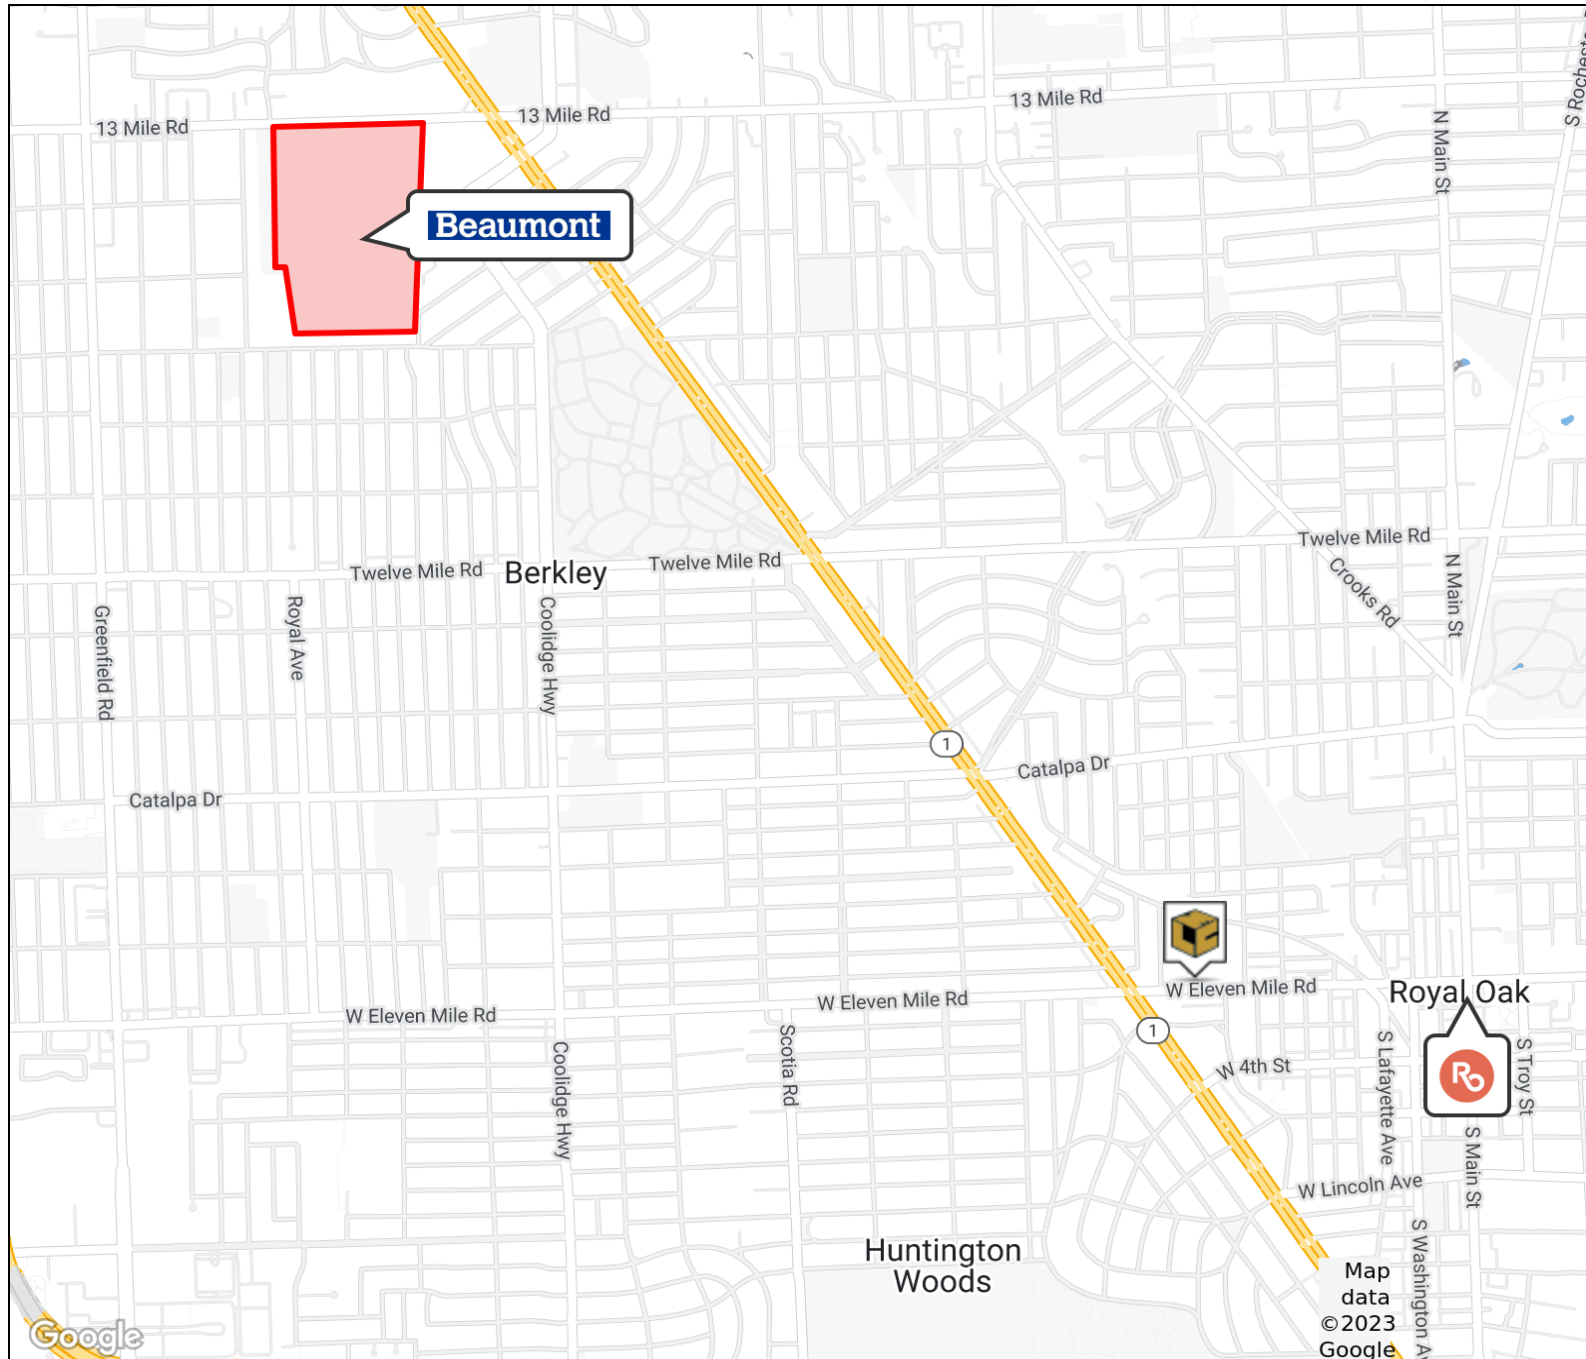 13 Mile Rd
13 Mile Rd
13 Mile Rd
N Main St
Beaumont
Twelve Mile Rd
Twelve Mile Rd
Twelve Mile Rd
Berkley
Crooks Rd
N Main St
Greenfield Rd
Royal Ave
Coolidge Hwy
1
Catalpa Dr
Catalpa Dr
W Eleven Mile Rd
W Eleven Mile Rd
W Eleven Mile Rd
Royal Oak
1
Ro
Scotia Rd
Coolidge Hwy
W 4th St
S Lafayette Ave
S Troy St
S Main St
W Lincoln Ave
Huntington
Woods
Map
data
©2023
Google
Google